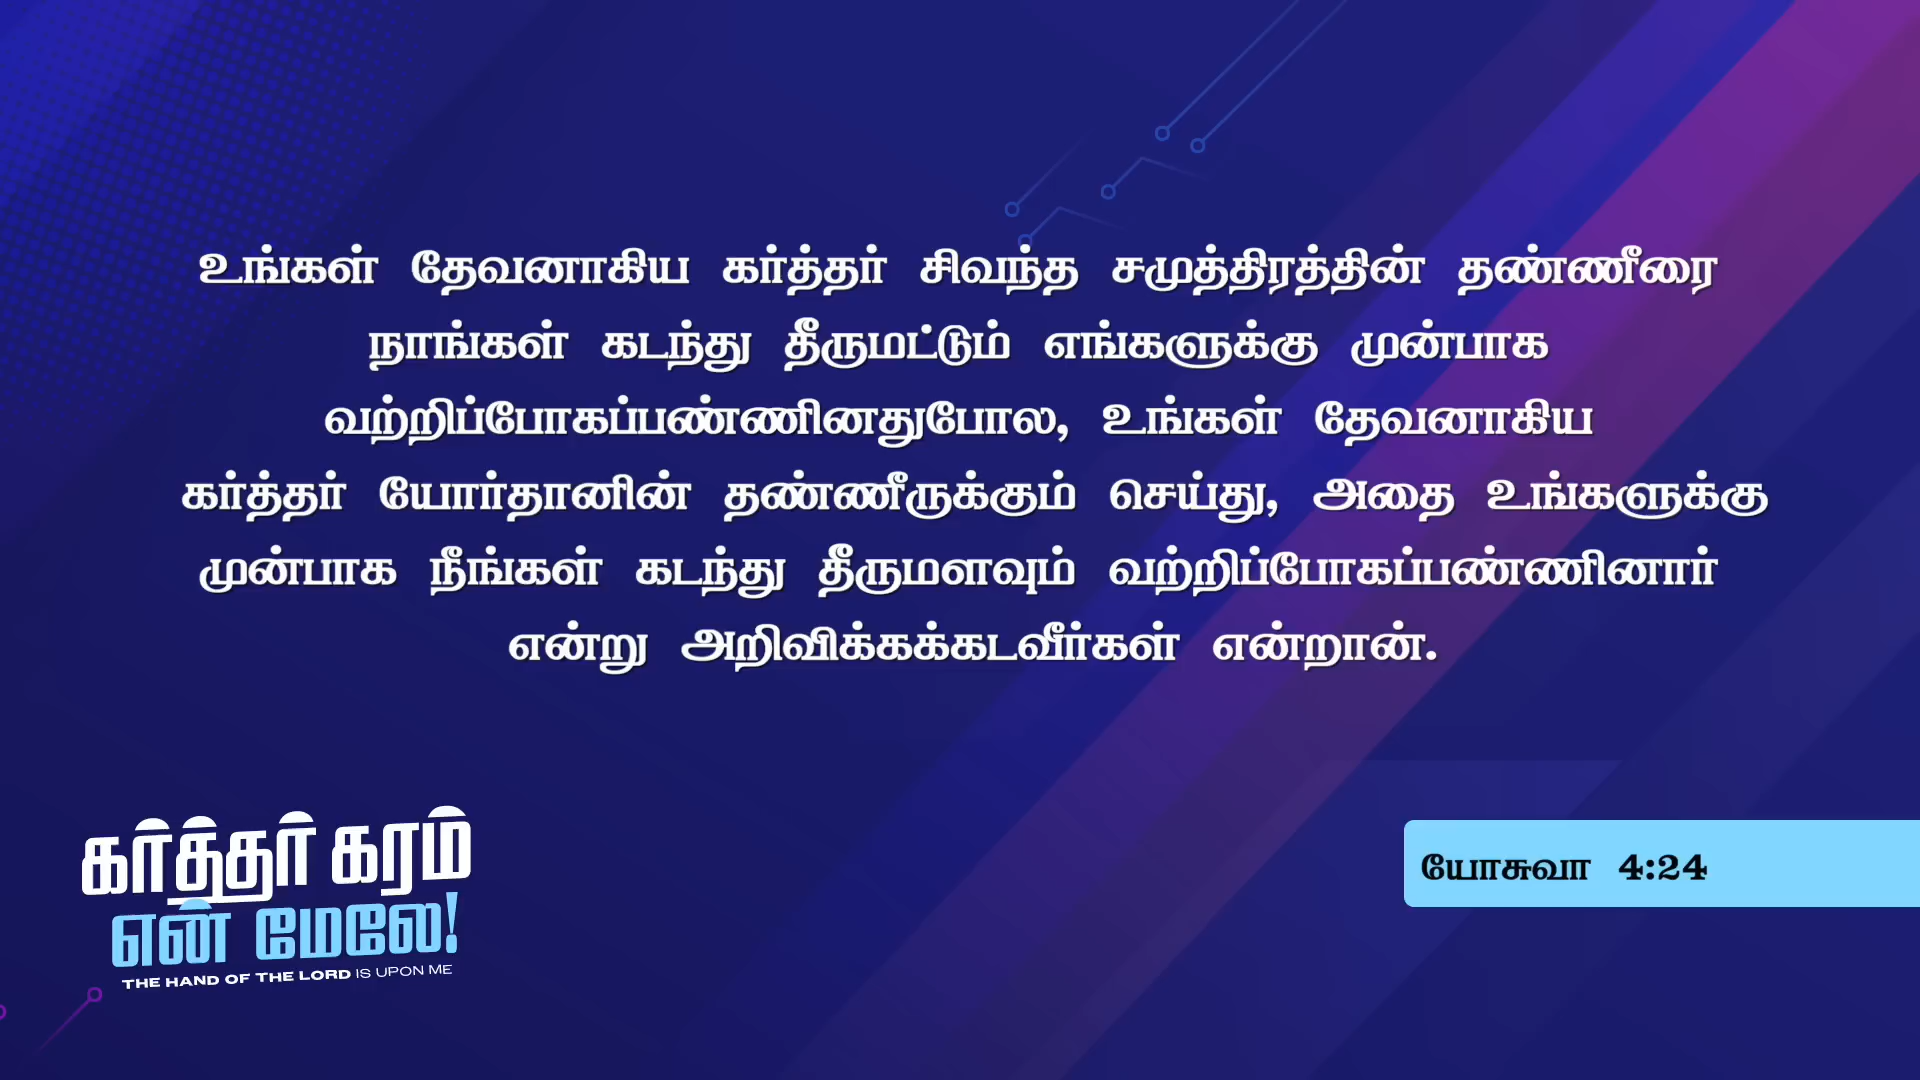 உங்கள் தேவனாகிய கர்த்தர் சிவந்த சமுத்திரத்தின் தண்ணீரை
நாங்கள் கடந்து தீருமட்டும் எங்களுக்கு முன்பாக
வற்றிப்போகப்பண்ணினதுபோல, உங்கள் தேவனாகிய
கர்த்தர் யோர்தானின் தண்ணீருக்கும் செய்து, அதை உங்களுக்கு
முன்பாக நீங்கள் கடந்து தீருமளவும் வற்றிப்போகப்பண்ணினார்
என்று அறிவிக்கக்கடவீர்கள் என்றான்.
யோசுவா 4:24
கர்த்தர் கரம்
என் மேலே!
THE HAND OF THE LORD IS UPON ME